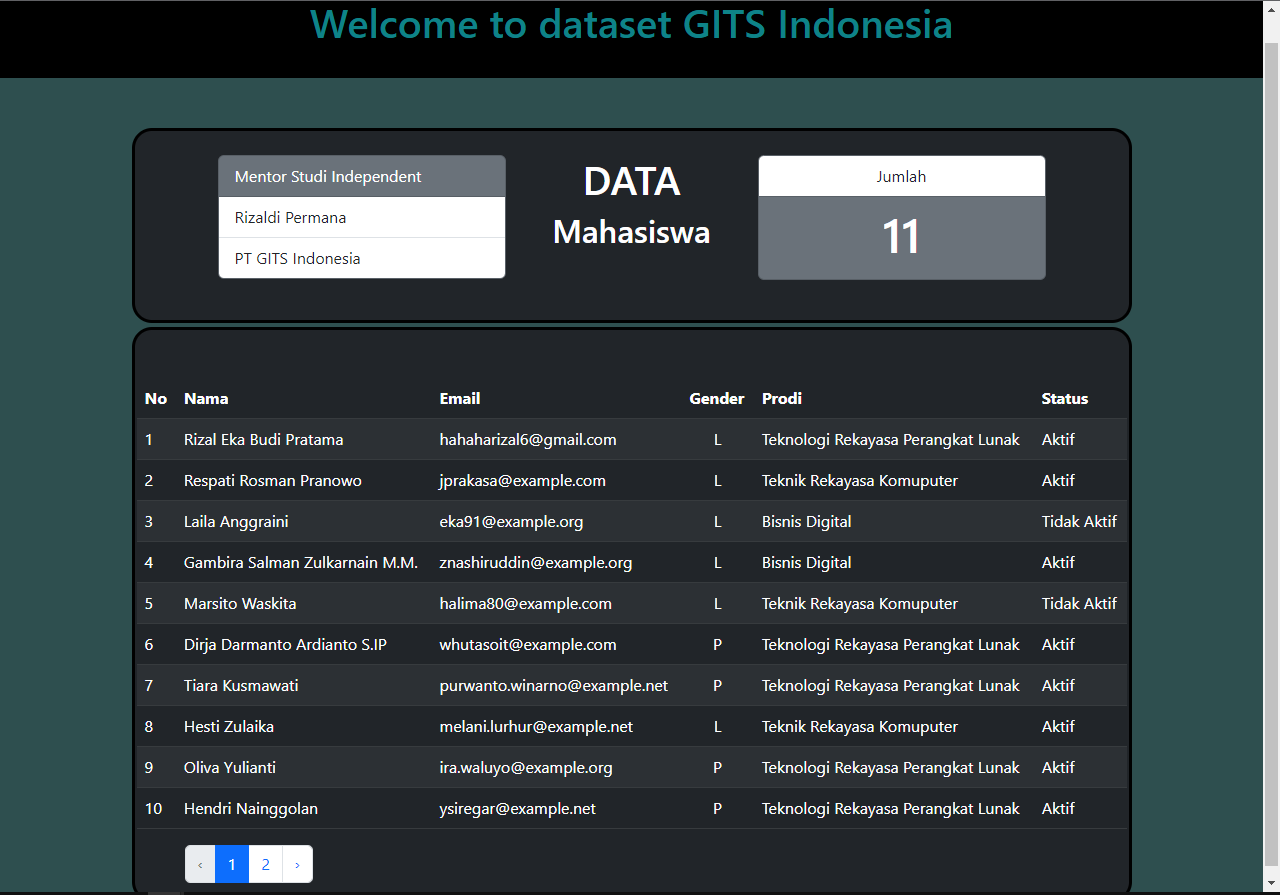 Welcome to dataset GITS Indonesia
Mentor Studi Independent
Rizaldi Permana
PT GITS Indonesia
DATA
Mahasiswa
Jumlah
11
No Nama Email Gender Prodi Status
1 Rizal Eka Budi Pratama hahaharizal6@gmail.com L Teknologi Rekayasa Perangkat Lunak Aktif
2 Respati Rosman Pranowo jprakasa@example.com L Teknik Rekayasa Komuputer Aktif
3 Laila Anggraini eka91@example.org L Bisnis Digital Tidak Aktif
4 Gambira Salman Zulkarnain M.M. znashiruddin@example.org L Bisnis Digital Aktif
5 Marsito Waskita halima80@example.com L Teknik Rekayasa Komuputer Tidak Aktif
6 Dirja Darmanto Ardianto S.IP whutasoit@example.com P Teknologi Rekayasa Perangkat Lunak Aktif
7 Tiara Kusmawati purwanto.winarno@example.net P Teknologi Rekayasa Perangkat Lunak Aktif
8 Hesti Zulaika melani.lurhur@example.net L Teknik Rekayasa Komuputer Aktif
9 Oliva Yulianti ira.waluyo@example.org P Teknologi Rekayasa Perangkat Lunak Aktif
10 Hendri Nainggolan ysiregar@example.net P Teknologi Rekayasa Perangkat Lunak Aktif
‹ 1 2 ›